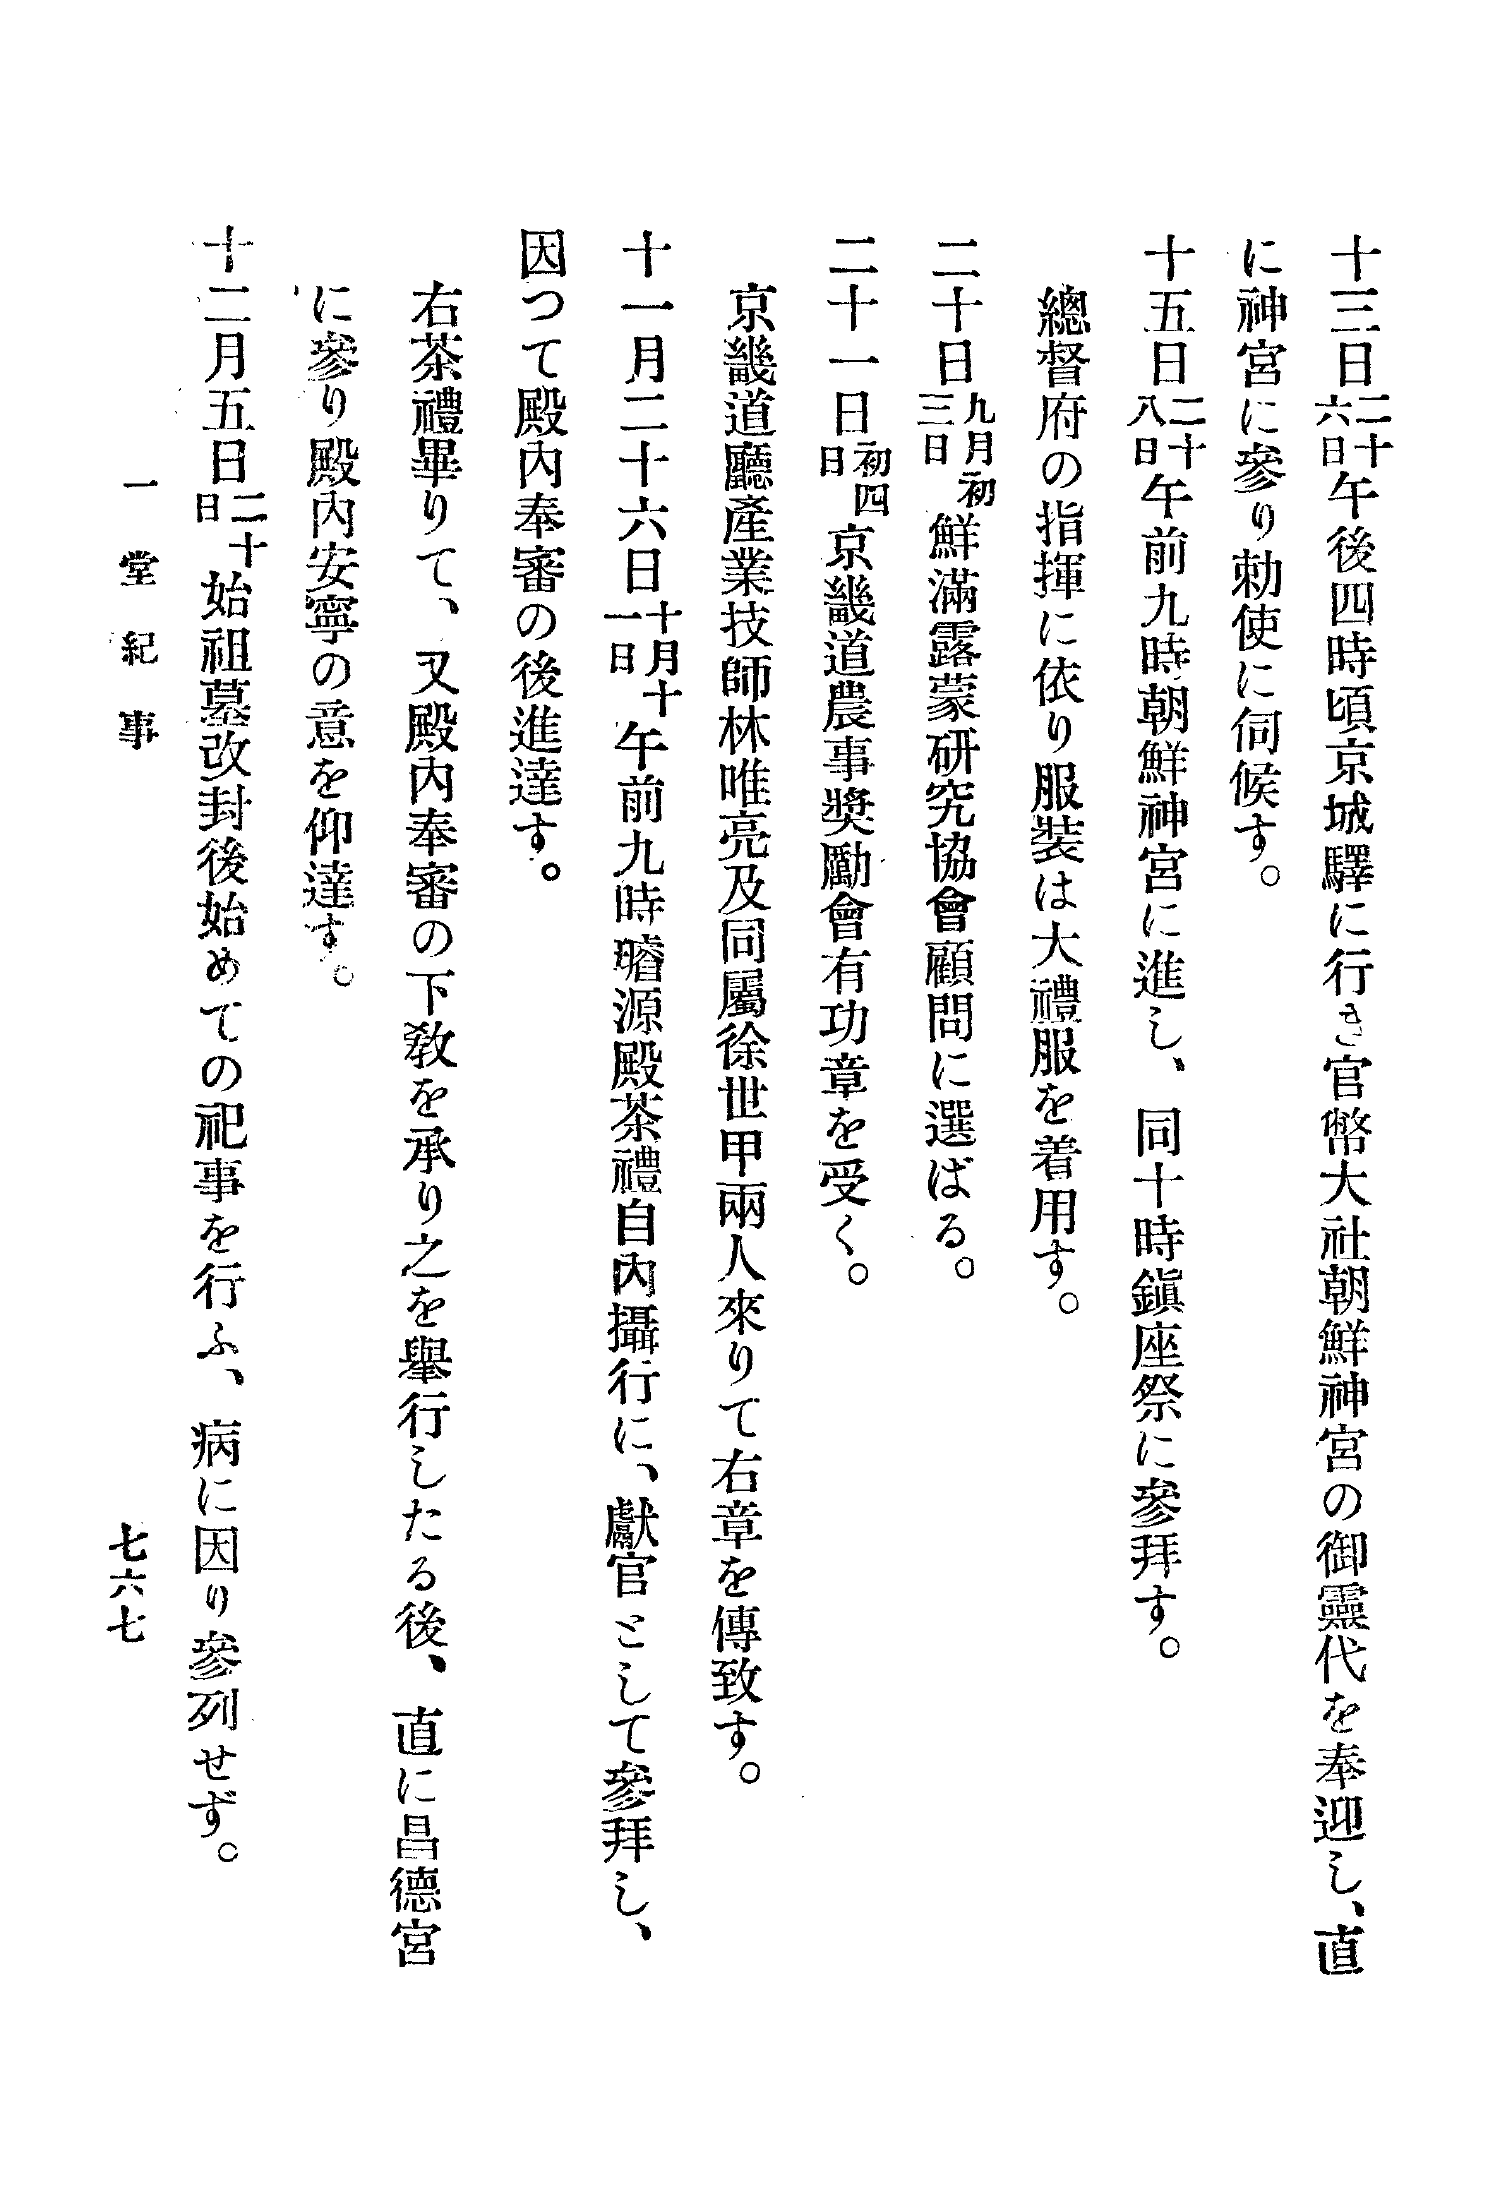 十三日二十六日午後四時頃京城驛に行き官幣大社朝鮮神宮の御靈代を奉迎し、直
に神宮に參り勅使に伺候す。
十五日二十八日午前九時朝鮮神宮に進し、同十時鎭座祭に參拜す。
總督府の指揮に依り服裝は大禮服を着用す。
二十日九月初三日鮮滿露蒙研究協會顧問に選ばる。
二十一日初四日京畿道農事奬勵會有功章を受く。
京畿道廳產業技師林唯亮及同屬徐世甲兩人來りて右章を傳致す。
十一月二十六日十月十一日午前九時璿源殿茶禮自內攝行に、獻官として參拜し、
因つて殿內奉審の後進達す。
右茶禮畢りて、又殿內奉審の下敎を承り之を擧行したる後、直に昌德宮
に參り殿內安寧の意を仰達す。
十二月五日二十日始祖墓改封後始めての祀事を行ふ、病に因り參列せず。
一堂紀事
七六七